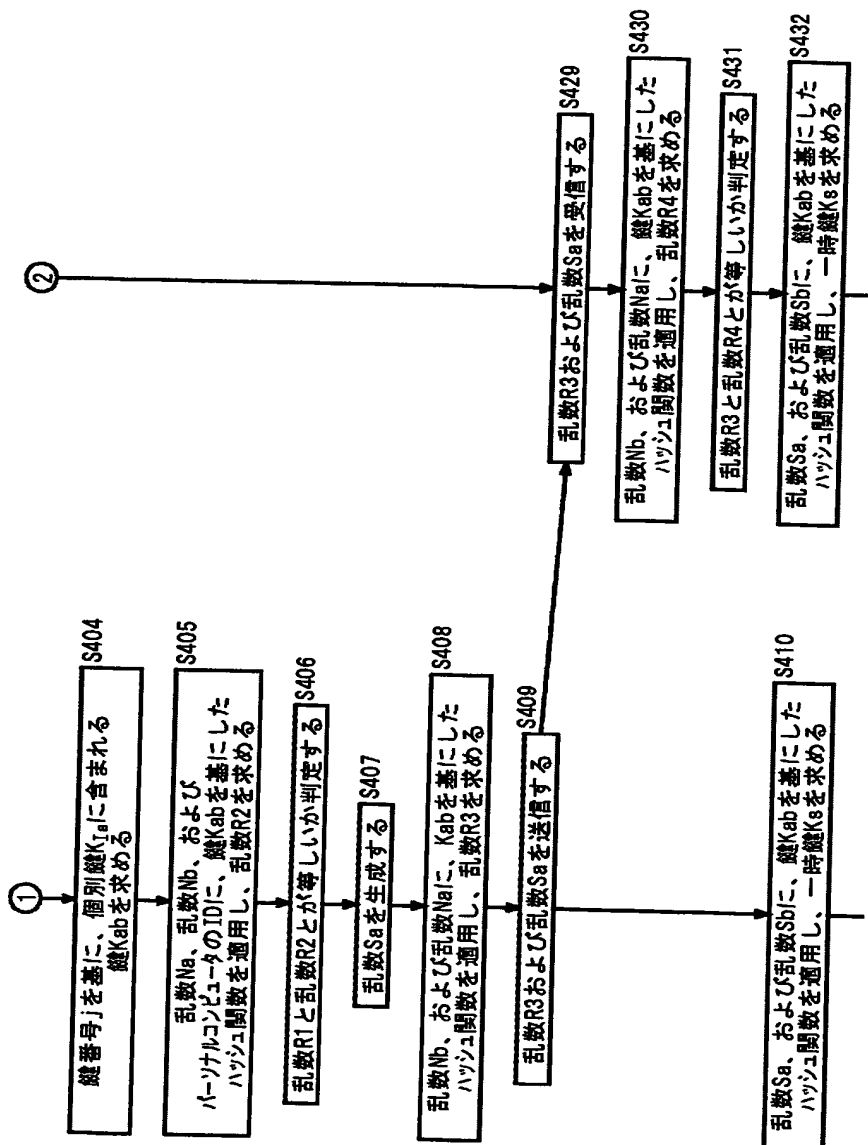 ①
鍵番号jを基に、個別鍵KIaに含まれる
鍵Kabを求める
S404
乱数Na、乱数Nb、および
パーソナルコンピュータのIDに、鍵Kabを基にした
ハッシュ関数を適用し、乱数R2を求める
S405
乱数R1と乱数R2とが等しいか判定する
S406
乱数Saを生成する
S407
乱数Nb、および乱数Naに、Kabを基にした
ハッシュ関数を適用し、乱数R3を求める
S408
乱数R3および乱数Saを送信する
S409
乱数Sa、および乱数Sbに、鍵Kabを基にした
ハッシュ関数を適用し、一時鍵Ksを求める
S410
②
乱数R3および乱数Saを受信する
S429
乱数Nb、および乱数Naに、鍵Kabを基にした
ハッシュ関数を適用し、乱数R4を求める
S430
乱数R3と乱数R4とが等しいか判定する
S431
乱数Sa、および乱数Sbに、鍵Kabを基にした
ハッシュ関数を適用し、一時鍵Ksを求める
S432